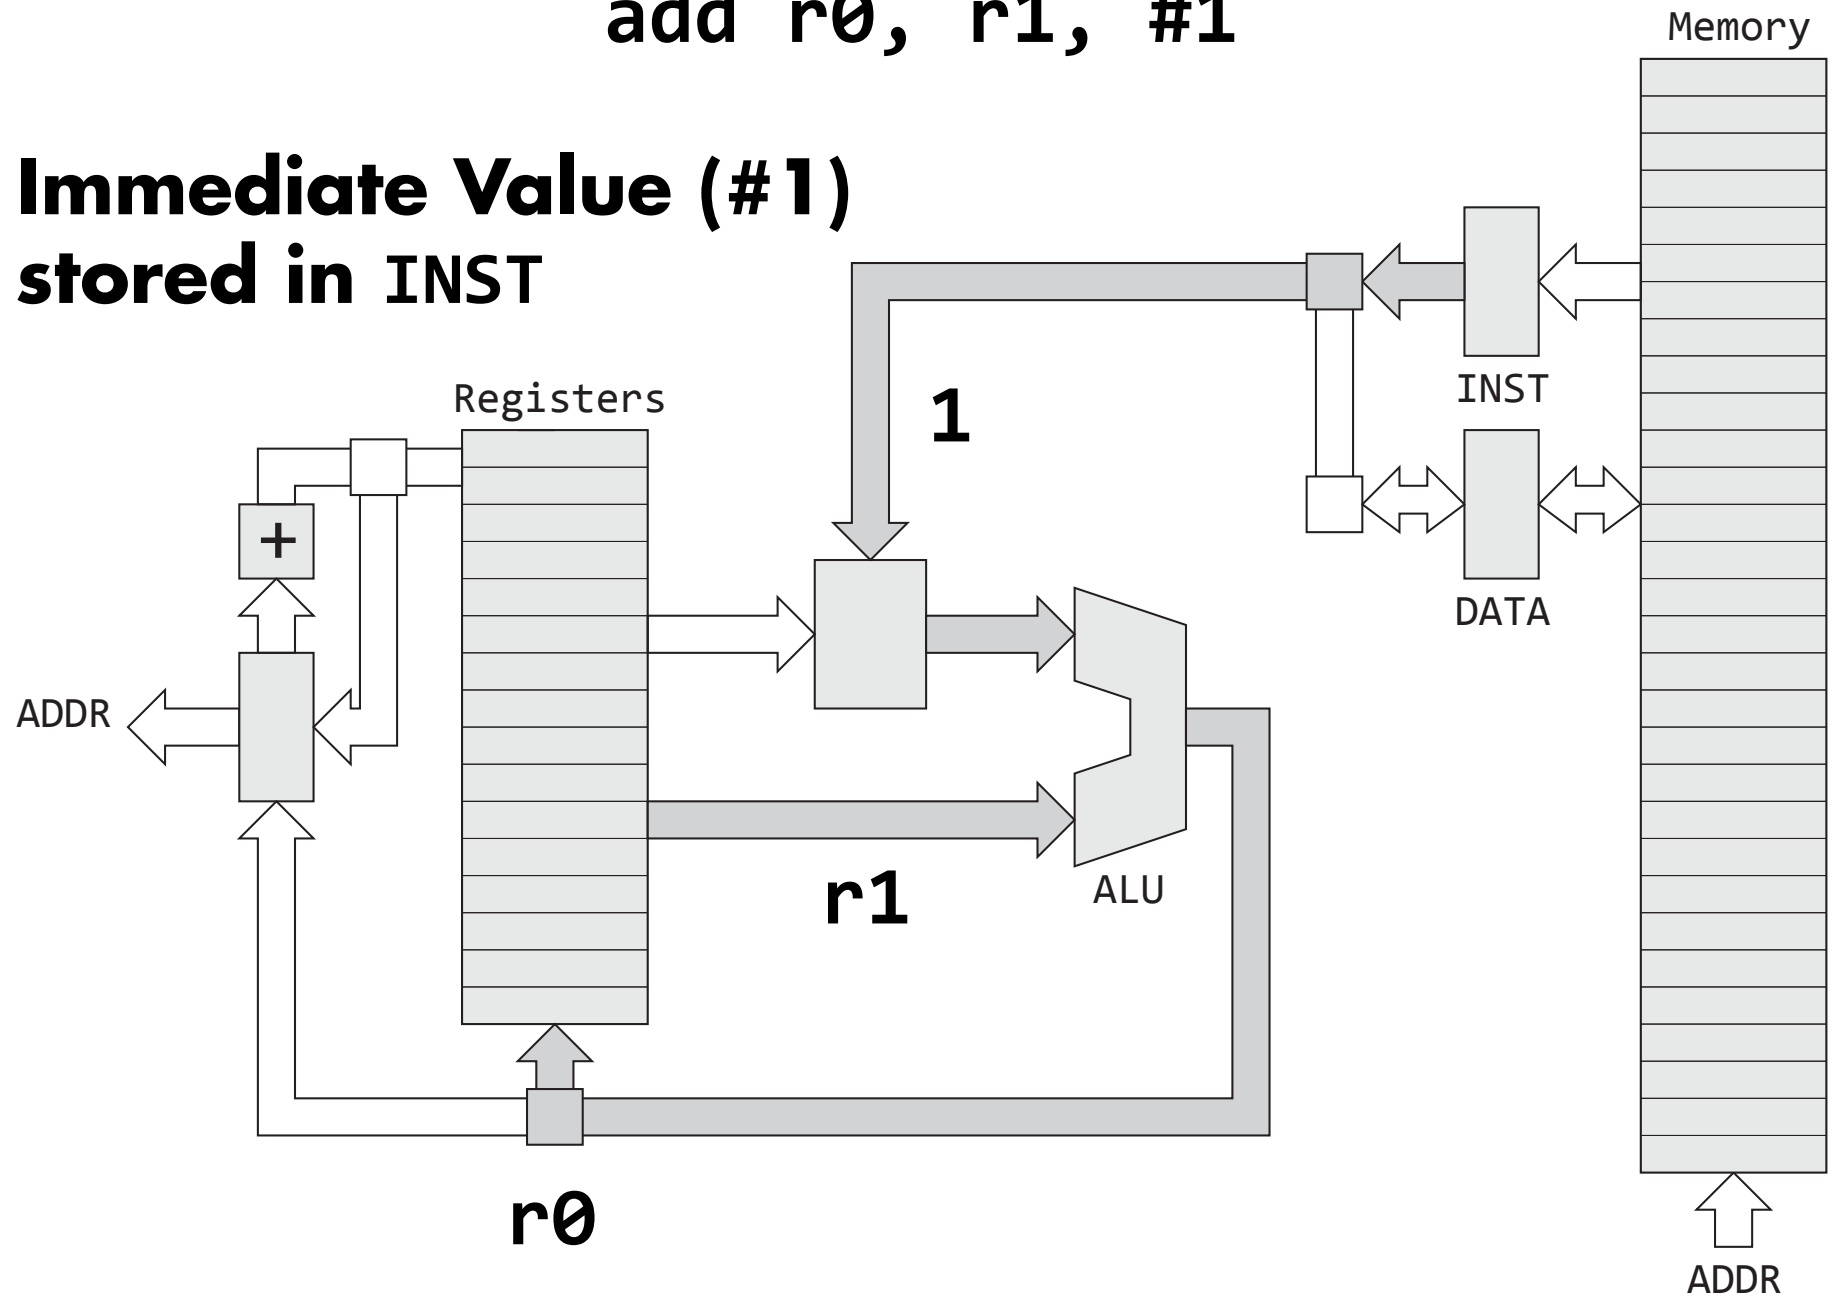 add r0, r1, #1
Memory
Immediate Value (#1)
stored in INST
INST
Registers
1
+
DATA
ADDR
r1
ALU
r0
ADDR